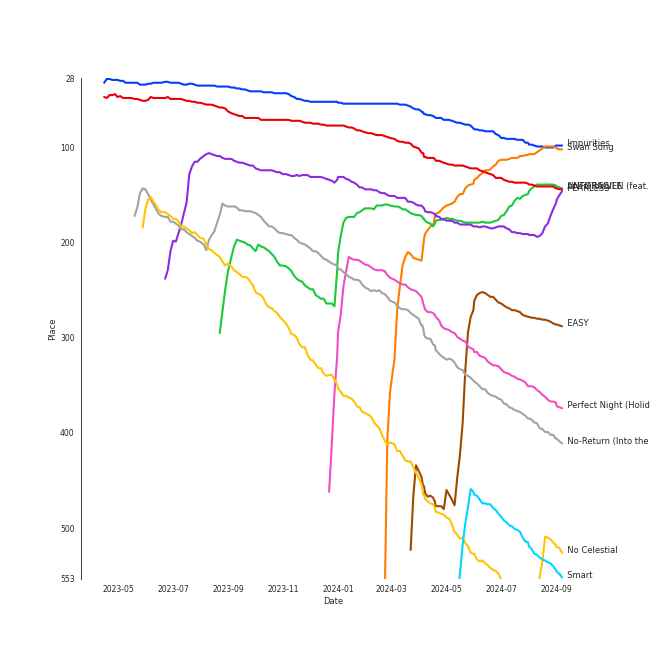 28
100
200
300
400
500
553
Place
2023-05
2023-07
2023-09
2023-11
2024-01
2024-03
2024-05
2024-07
2024-09
Date
Impurities
Swan Song
(feat.
EASY
Perfect Night (Holid
No-Return (Into the
No Celestial
Smart